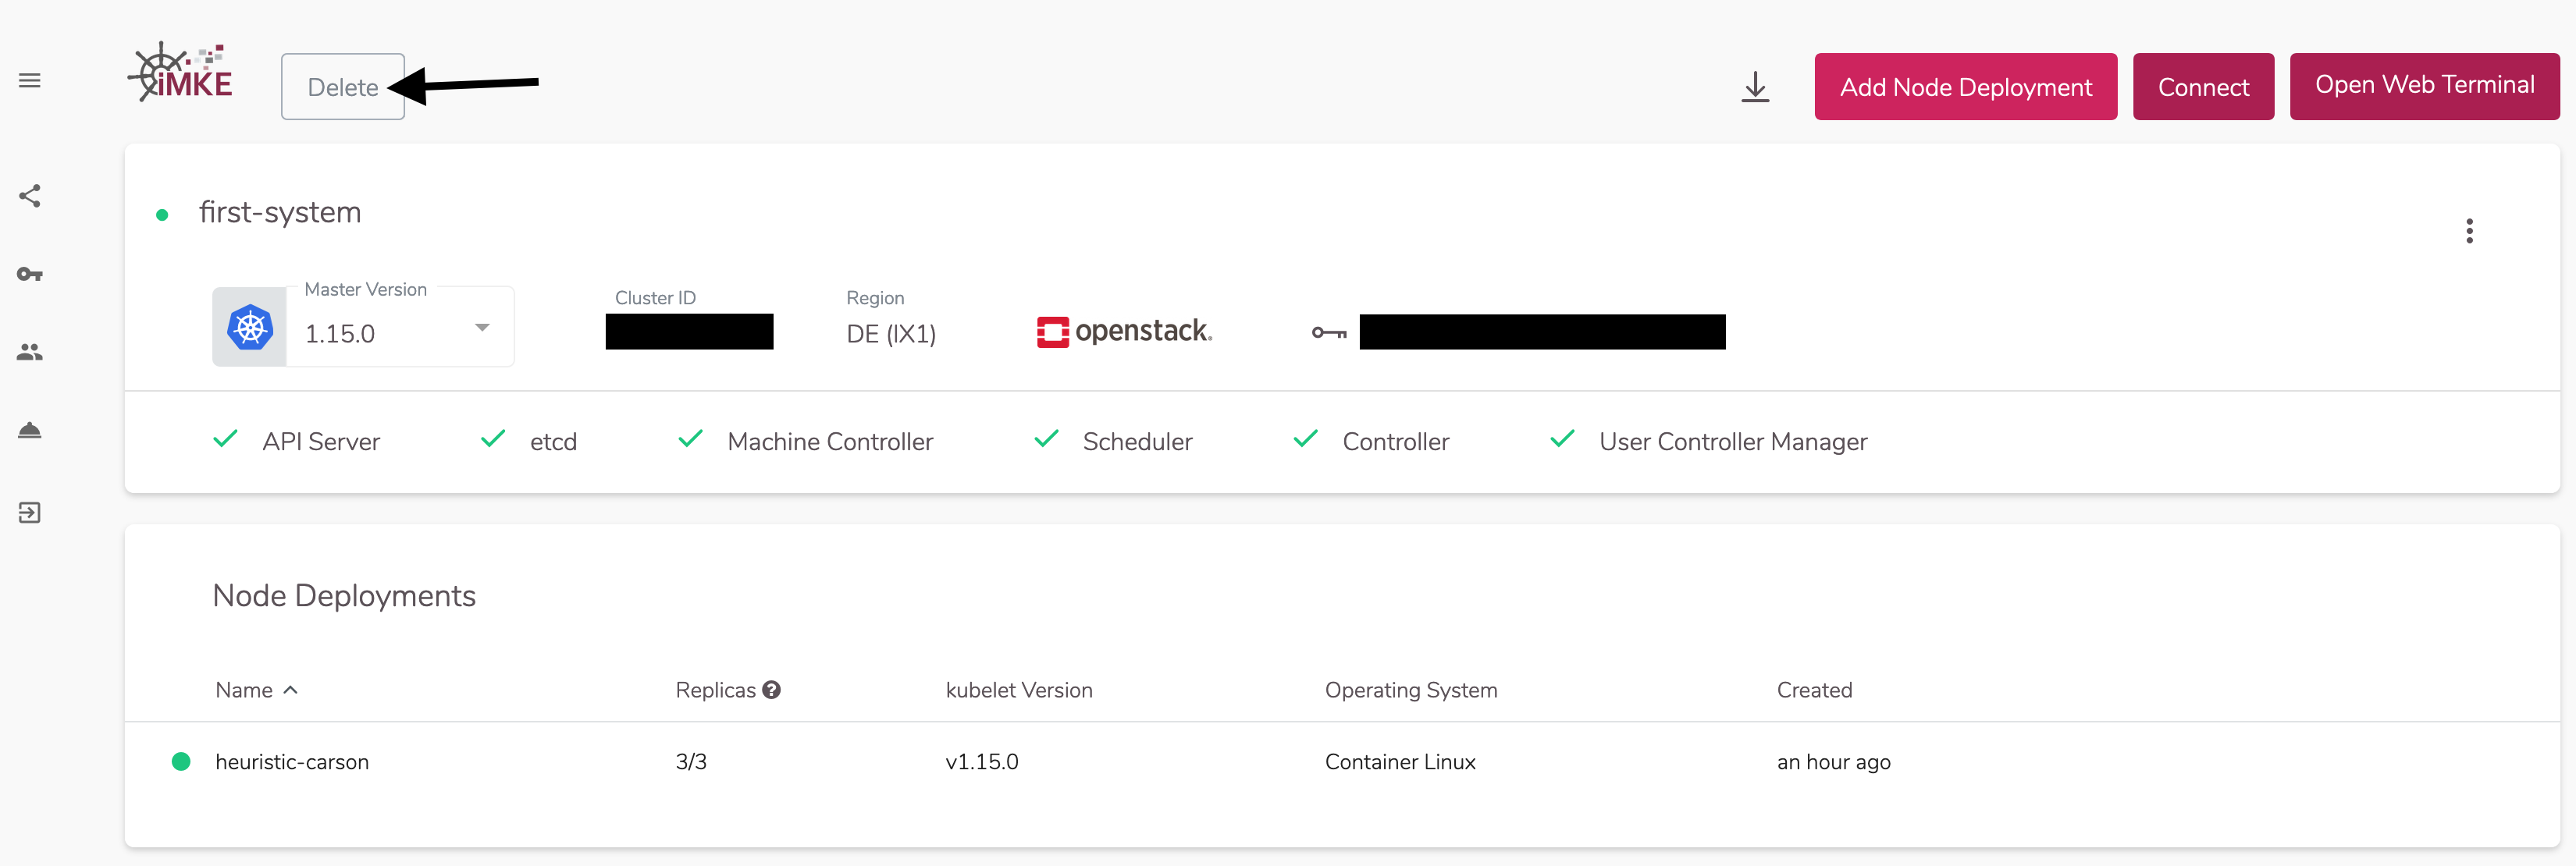 iMKE
Delete
Add Node Deployment
Connect
Open Web Terminal
first-system
Master Version
1.15.0
Cluster ID
Region
DE (IX1)
openstack.
API Server
etcd
Machine Controller
Scheduler
Controller
User Controller Manager
Node Deployments
Name
Replicas ?
kubelet Version
Operating System
Created
heuristic-carson
3/3
v1.15.0
Container Linux
an hour ago